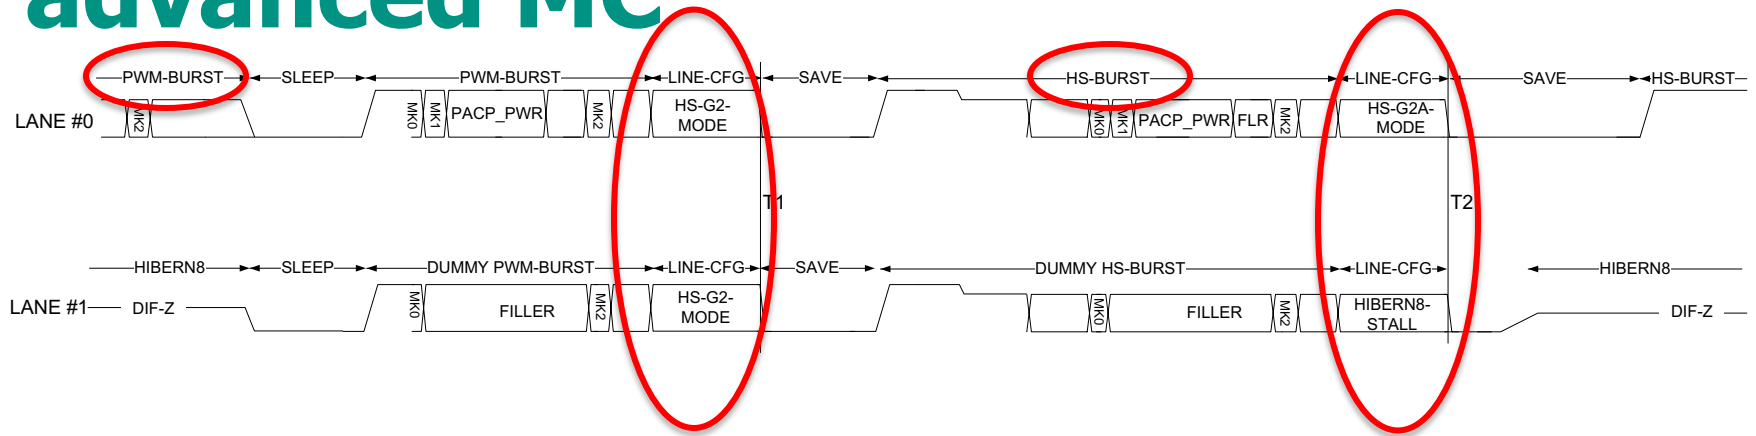 advanced MC
PWM-BURST SLEEP PWM-BURST LINE-CFG SAVE HS-BURST LINE-CFG SAVE HS-BURST
LANE #0 MK2 MK0 MK1 PACP_PWR MK2 HS-G2-MODE MK0 MK1 PACP_PWR FLR MK2 HS-G2A-MODE
T1 T2
HIBERN8 SLEEP DUMMY PWM-BURST LINE-CFG SAVE DUMMY HS-BURST LINE-CFG HIBERN8
LANE #1 DIF-Z MK0 FILLER MK2 HS-G2-MODE MK0 FILLER MK2 HIBERN8-STALL DIF-Z